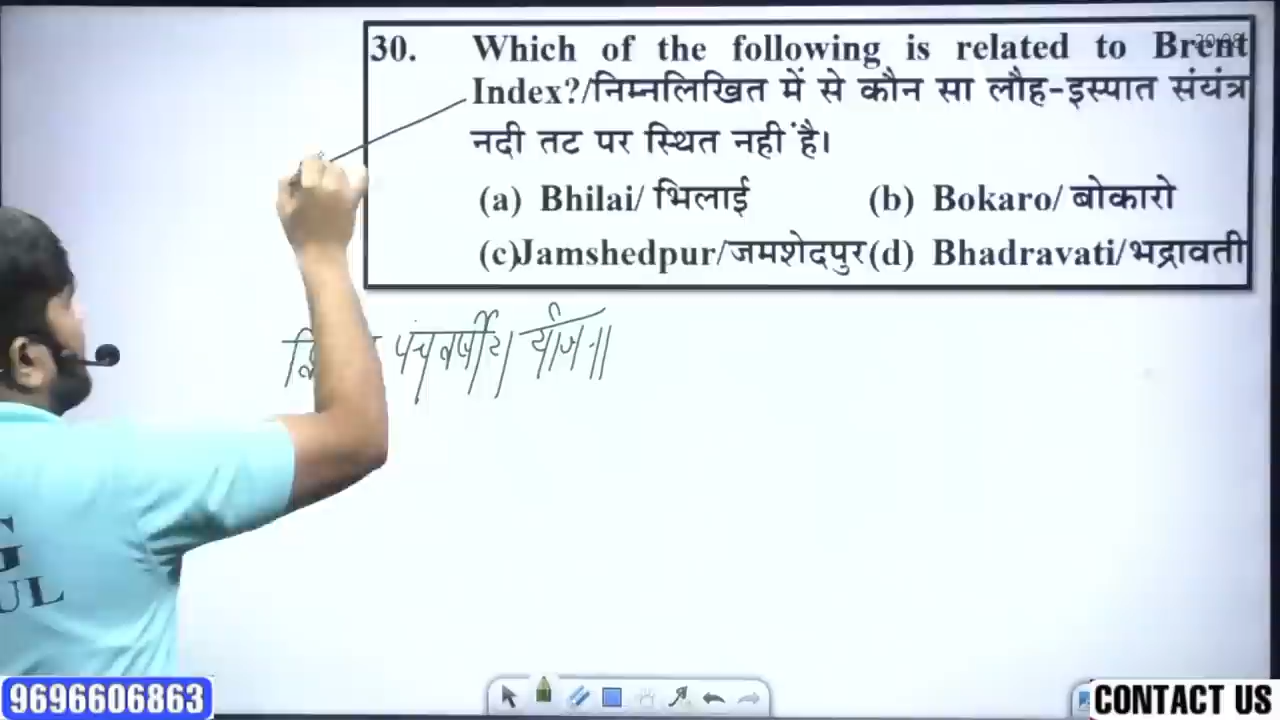 30. Which of the following is related to Brent
Index?/निम्नलिखित में से कौन सा लौह-इस्पात संयंत्र
नदी तट पर स्थित नहीं है।
(a) Bhilai/ भिलाई (b) Bokaro/ बोकारो
(c)Jamshedpur/जमशेदपुर(d) Bhadravati/भद्रावती
पंचवर्षीय योजना
G
UL
9696606863
CONTACT US